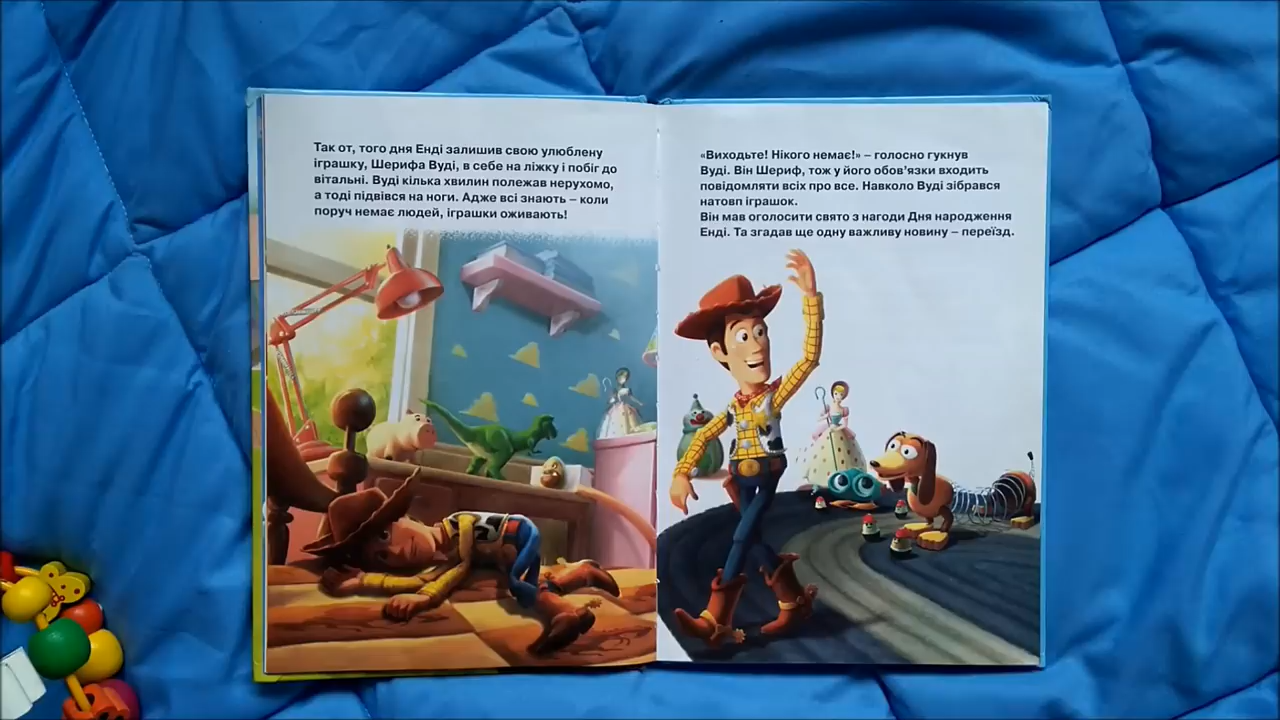 Так от, того дня Енді залишив свою улюблену
іграшку, Шерифа Вуді, в себе на ліжку і побіг до
вітальні. Вуді кілька хвилин полежав нерухомо,
а тоді підвівся на ноги. Адже всі знають – коли
поруч немає людей, іграшки оживають!
«Виходьте! Нікого немає!» – голосно гукнув
Вуді. Він Шериф, тож у його обов’язки входить
повідомляти всіх про все. Навколо Вуді зібрався
натовп іграшок.
Він мав оголосити свято з нагоди Дня народження
Енді. Та згадав ще одну важливу новину – переїзд.